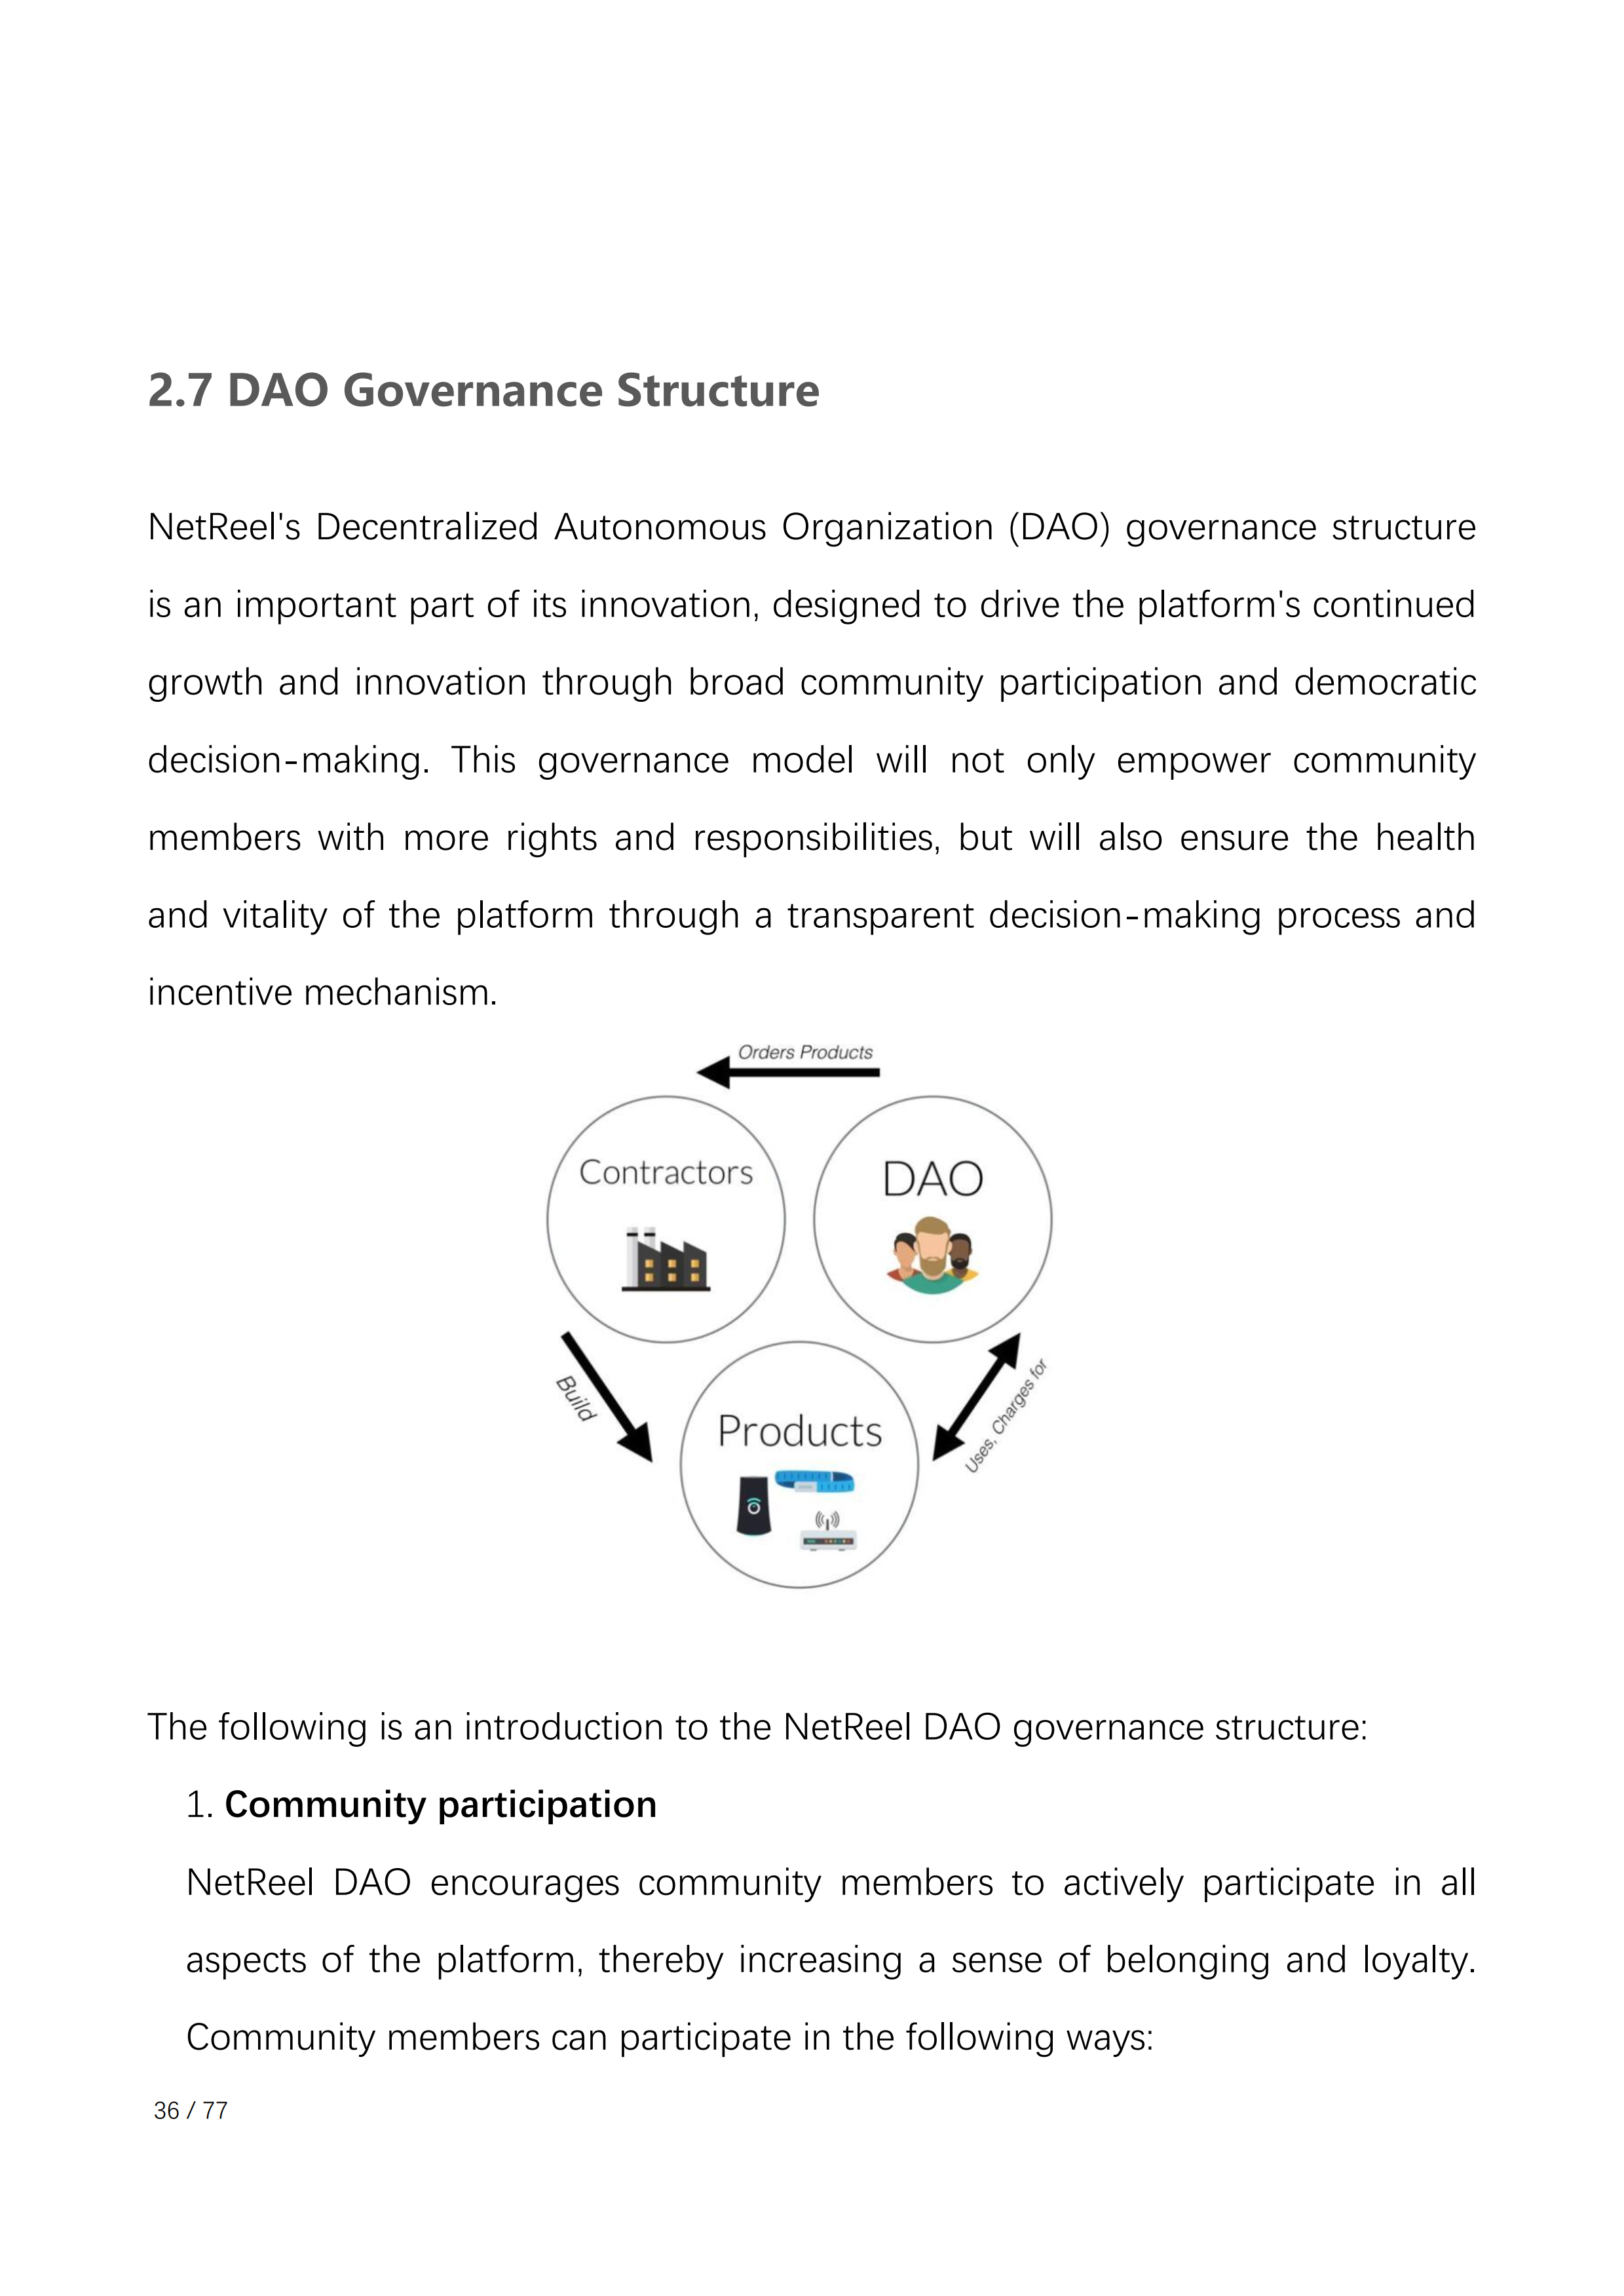 2.7 DAO Governance Structure
NetReel's Decentralized Autonomous Organization (DAO) governance structure
is an important part of its innovation, designed to drive the platform's continued
growth and innovation through broad community participation and democratic
decision-making. This governance model will not only empower community
members with more rights and responsibilities, but will also ensure the health
and vitality of the platform through a transparent decision-making process and
incentive mechanism.
Orders Products
Contractors
DAO
Build
Uses, Charges for
Products
The following is an introduction to the NetReel DAO governance structure:
1. Community participation
NetReel DAO encourages community members to actively participate in all
aspects of the platform, thereby increasing a sense of belonging and loyalty.
Community members can participate in the following ways:
36 / 77